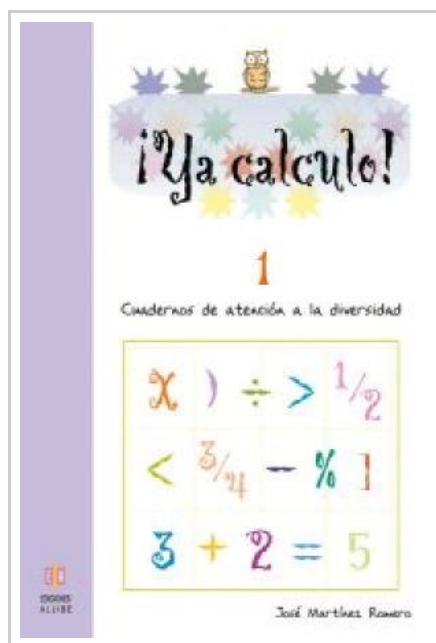 ¡Ya calculo!
1
Cuadernos de atención a la diversidad
X ) ÷ > 1/2
< 3/4 - % ]
3 + 2 = 5
EDICIONES
ALJIBE
José Martínez Romero